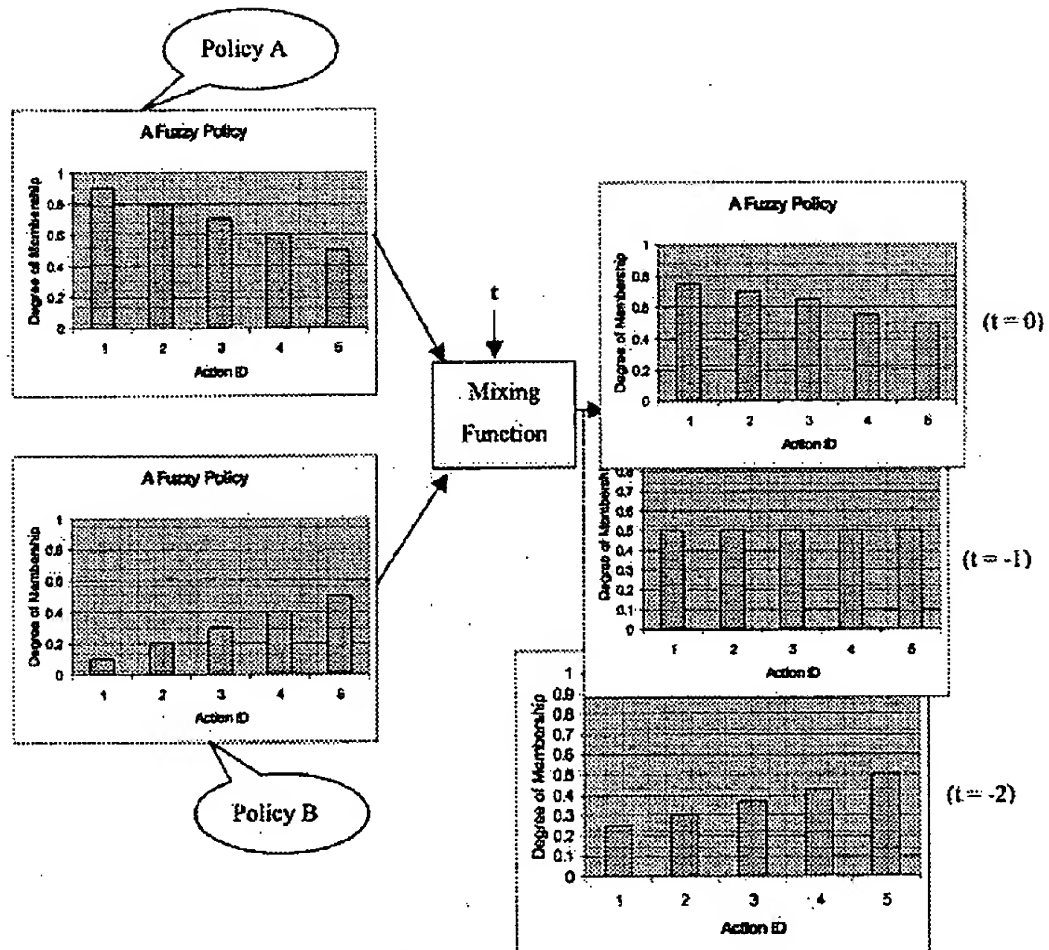 Policy A
A Fuzzy Policy
Degree of Membership
1
0.8
0.6
0.4
0.2
0
1 2 3 4 5
Action ID
t
Mixing
Function
A Fuzzy Policy
Degree of Membership
1
0.8
0.6
0.4
0.2
0
1 2 3 4 5
Action ID
(t = 0)
A Fuzzy Policy
Degree of Membership
1
0.8
0.6
0.4
0.2
0
1 2 3 4 5
Action ID
Policy B
Degree of Membership
0.8
0.7
0.6
0.5
0.4
0.3
0.2
0.1
0
1 2 3 4 5
Action ID
(t = -1)
Degree of Membership
1
0.9
0.8
0.7
0.6
0.5
0.4
0.3
0.2
0.1
0
1 2 3 4 5
Action ID
(t = -2)